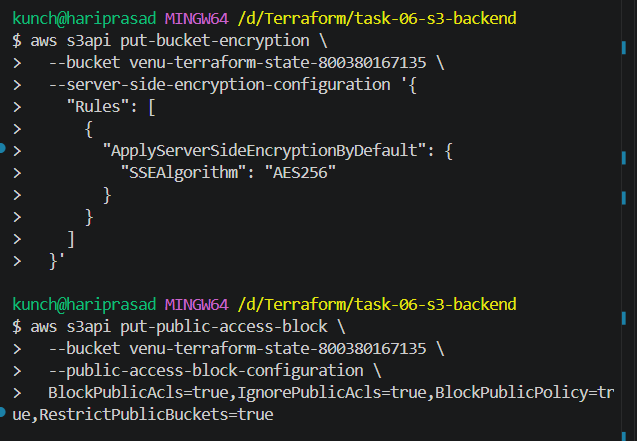 kunch@hariprasad MINGW64 /d/Terraform/task-06-s3-backend
$ aws s3api put-bucket-encryption \
>   --bucket venu-terraform-state-800380167135 \
>   --server-side-encryption-configuration '{
>     "Rules": [
>       {
>         "ApplyServerSideEncryptionByDefault": {
>           "SSEAlgorithm": "AES256"
>         }
>       }
>     ]
>   }'
kunch@hariprasad MINGW64 /d/Terraform/task-06-s3-backend
$ aws s3api put-public-access-block \
>   --bucket venu-terraform-state-800380167135 \
>   --public-access-block-configuration \
>   BlockPublicAcls=true,IgnorePublicAcls=true,BlockPublicPolicy=tr
ue,RestrictPublicBuckets=true